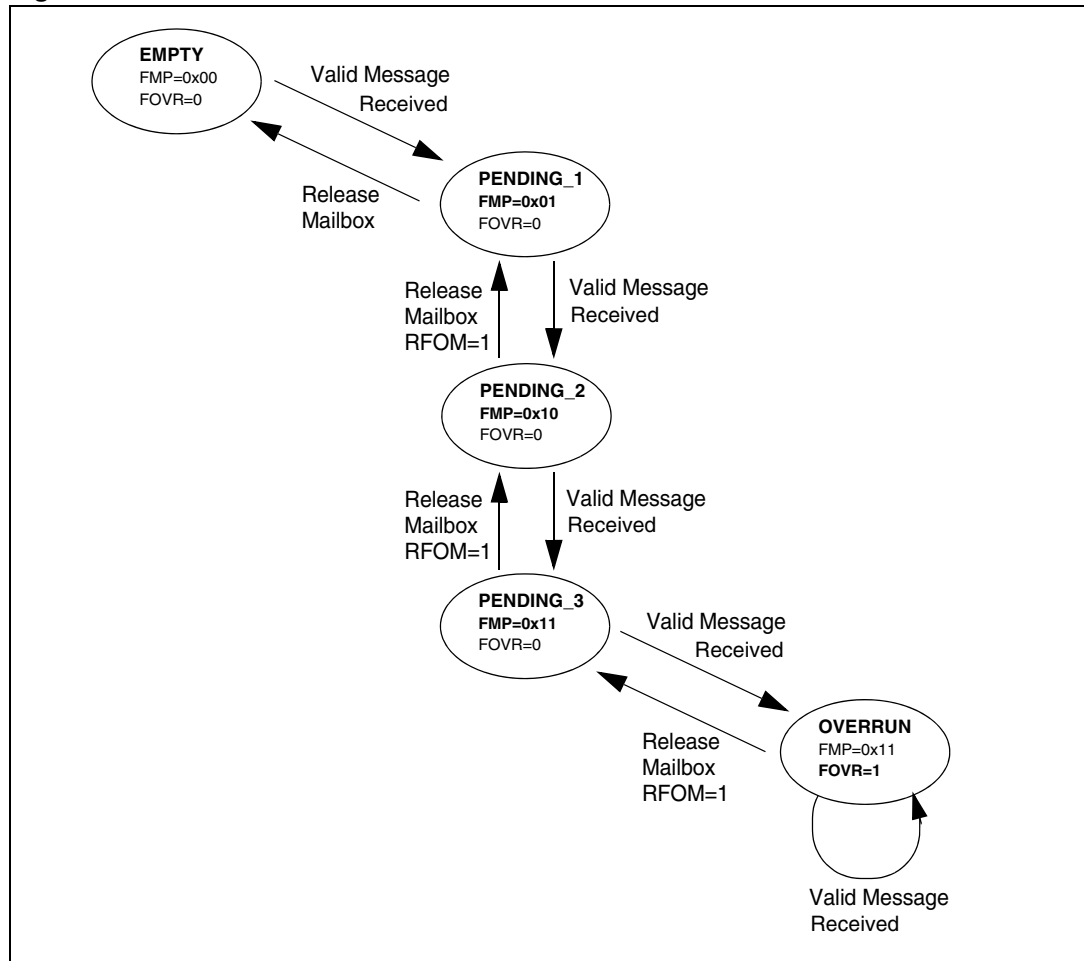 EMPTY
FMP=0x00
FOVR=0
Valid Message
Received
Release
Mailbox
PENDING_1
FMP=0x01
FOVR=0
Release
Mailbox
RFOM=1
Valid Message
Received
PENDING_2
FMP=0x10
FOVR=0
Release
Mailbox
RFOM=1
Valid Message
Received
PENDING_3
FMP=0x11
FOVR=0
Valid Message
Received
Release
Mailbox
RFOM=1
OVERRUN
FMP=0x11
FOVR=1
Valid Message
Received